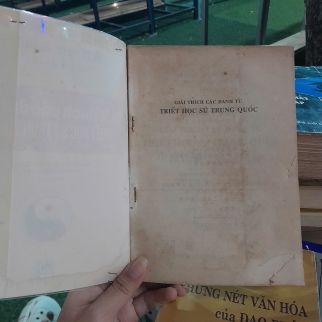 GIẢI THÍCH CÁC DANH TỪ
TRIẾT HỌC SỬ TRUNG QUỐC
NHỮNG NÉT VĂN HÓA
của ĐẠO